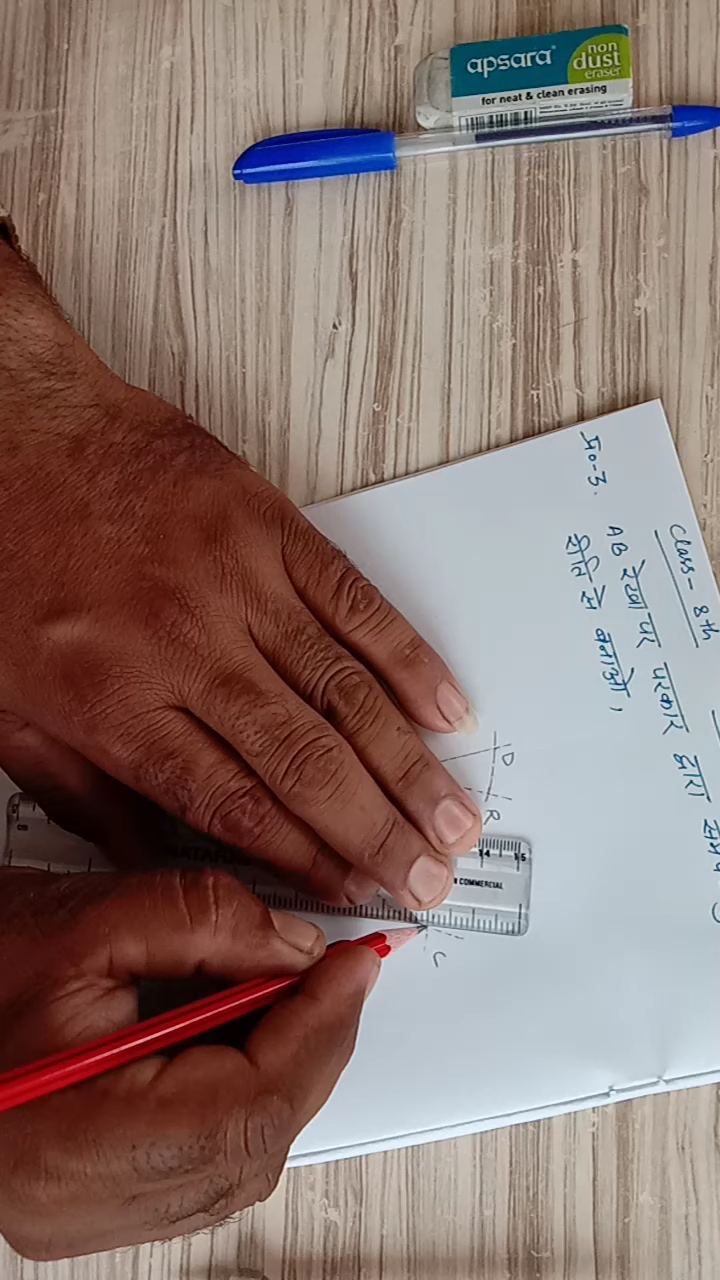 apsara
non
dust
eraser
for neat & clean erasing
Class - 8th
प्र०-3. AB रेखा पर परकार द्वारा
रीति से बनाओ,
D
R
14 15
COMMERCIAL
C